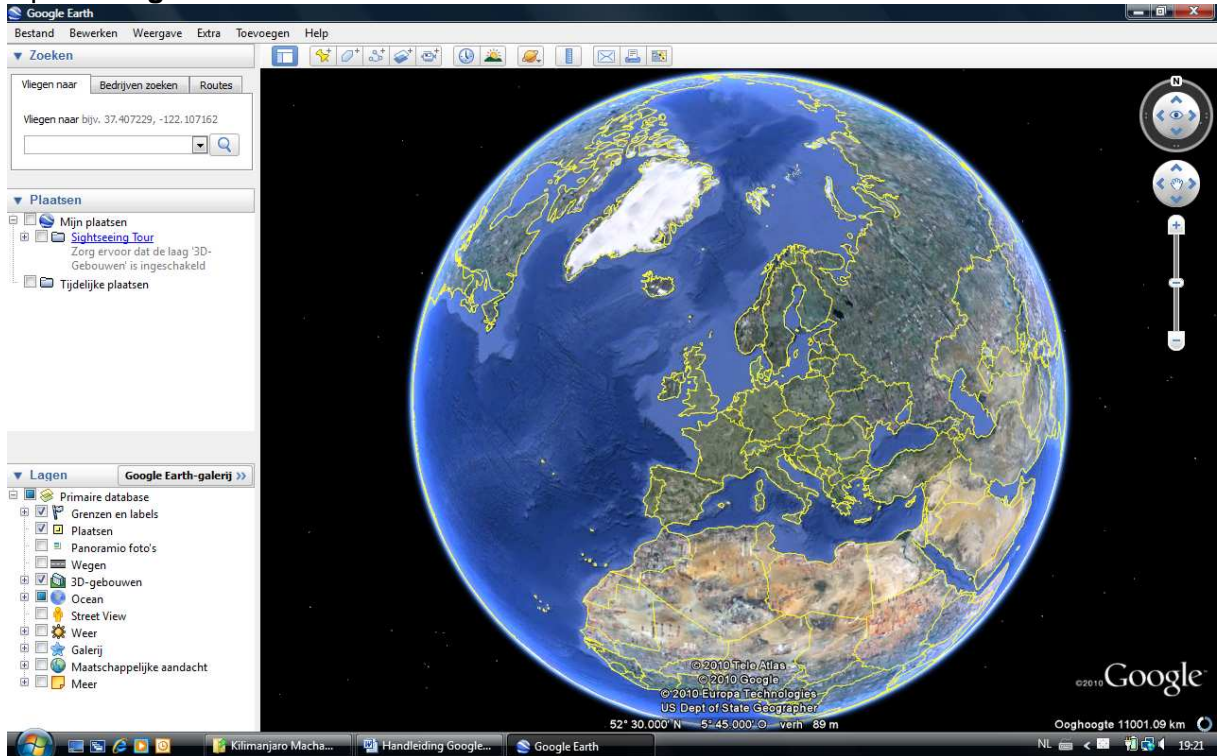 Google Earth
Bestand Bewerken Weergave Extra Toevoegen Help
Zoeken
Vliegen naar Bedrijven zoeken Routes
Vliegen naar bijv. 37.407229, -122.107162
Plaatsen
Mijn plaatsen
Sightseeing Tour
Zorg ervoor dat de laag '3D-
Gebouwen' is ingeschakeld
Tijdelijke plaatsen
Lagen Google Earth-galerij >>
Primaire database
Grenzen en labels
Plaatsen
Panoramio foto's
Wegen
3D-gebouwen
Ocean
Street View
Weer
Galerij
Maatschappelijke aandacht
Meer
N
© 2010 Tele Atlas
© 2010 Google
© 2010 Europa Technologies
US Dept of State Geographer
©2010 Google
52° 30.000' N 5° 45.000' O verh 89 m
Ooghoogte 11001.09 km
Kilimanjaro Macha... Handleiding Google... Google Earth NL 19:21